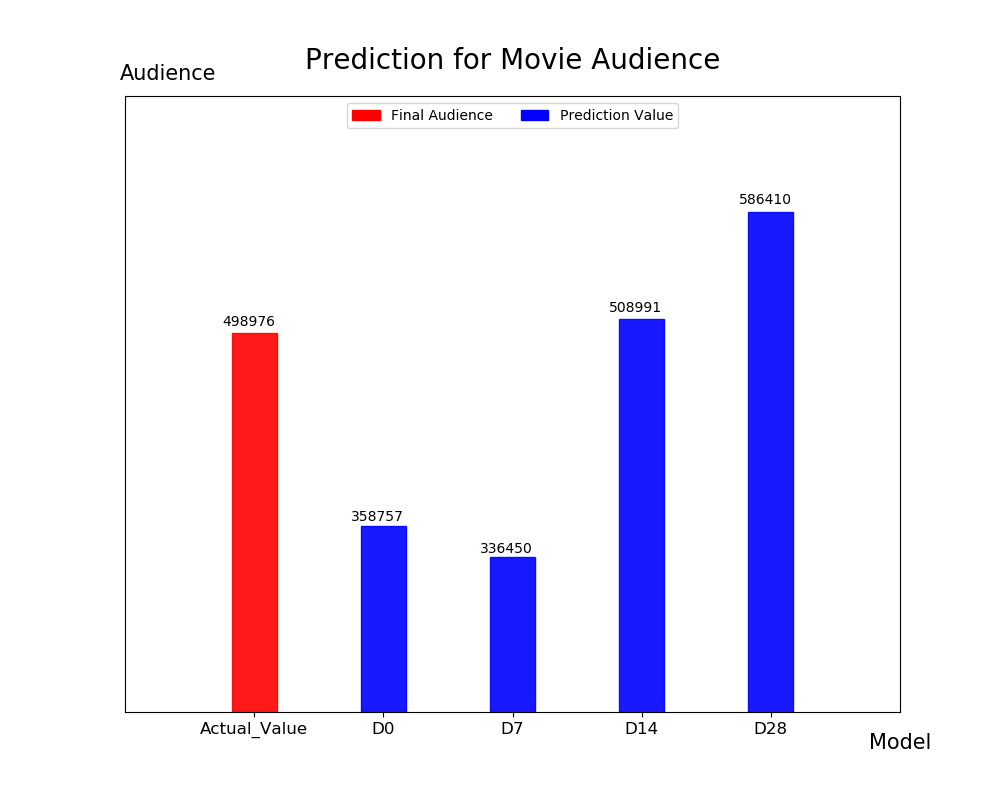 Prediction for Movie Audience
Audience
Final Audience Prediction Value
586410
508991
498976
358757
336450
Actual_Value D0 D7 D14 D28
Model